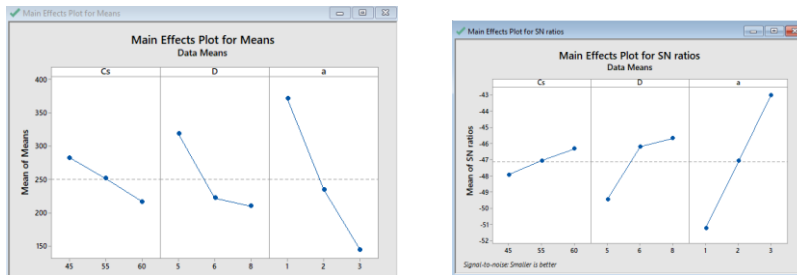 Main Effects Plot for Means
Main Effects Plot for Means
Data Means
Cs D a
400
350
300
250
200
150
Mean of Means
45 55 60 5 6 8 1 2 3
Main Effects Plot for SN ratios
Main Effects Plot for SN ratios
Data Means
Cs D a
-43
-44
-45
-46
-47
-48
-49
-50
-51
-52
Mean of SN ratios
45 55 60 5 6 8 1 2 3
Signal-to-noise: Smaller is better